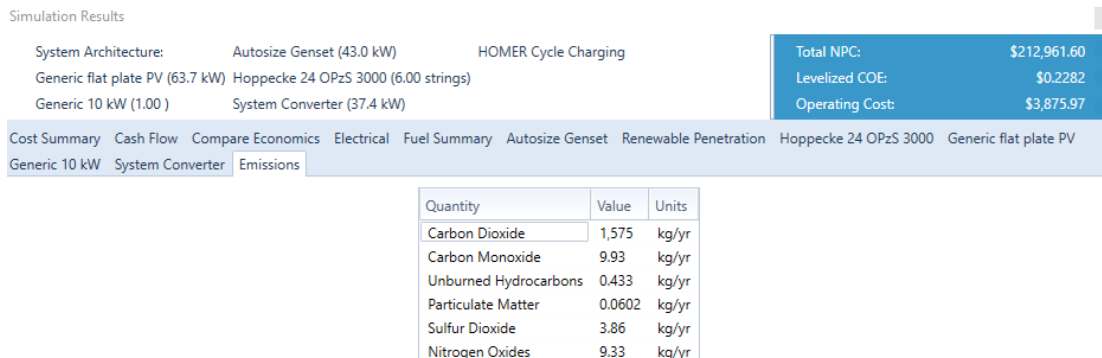 Simulation Results
System Architecture: Autosize Genset (43.0 kW) HOMER Cycle Charging
Generic flat plate PV (63.7 kW) Hoppecke 24 OPzS 3000 (6.00 strings)
Generic 10 kW (1.00 ) System Converter (37.4 kW)
Total NPC: $212,961.60
Levelized COE: $0.2282
Operating Cost: $3,875.97
Cost Summary Cash Flow Compare Economics Electrical Fuel Summary Autosize Genset Renewable Penetration Hoppecke 24 OPzS 3000 Generic flat plate PV
Generic 10 kW System Converter Emissions
Quantity Value Units
Carbon Dioxide 1,575 kg/yr
Carbon Monoxide 9.93 kg/yr
Unburned Hydrocarbons 0.433 kg/yr
Particulate Matter 0.0602 kg/yr
Sulfur Dioxide 3.86 kg/yr
Nitrogen Oxides 9.33 kg/yr